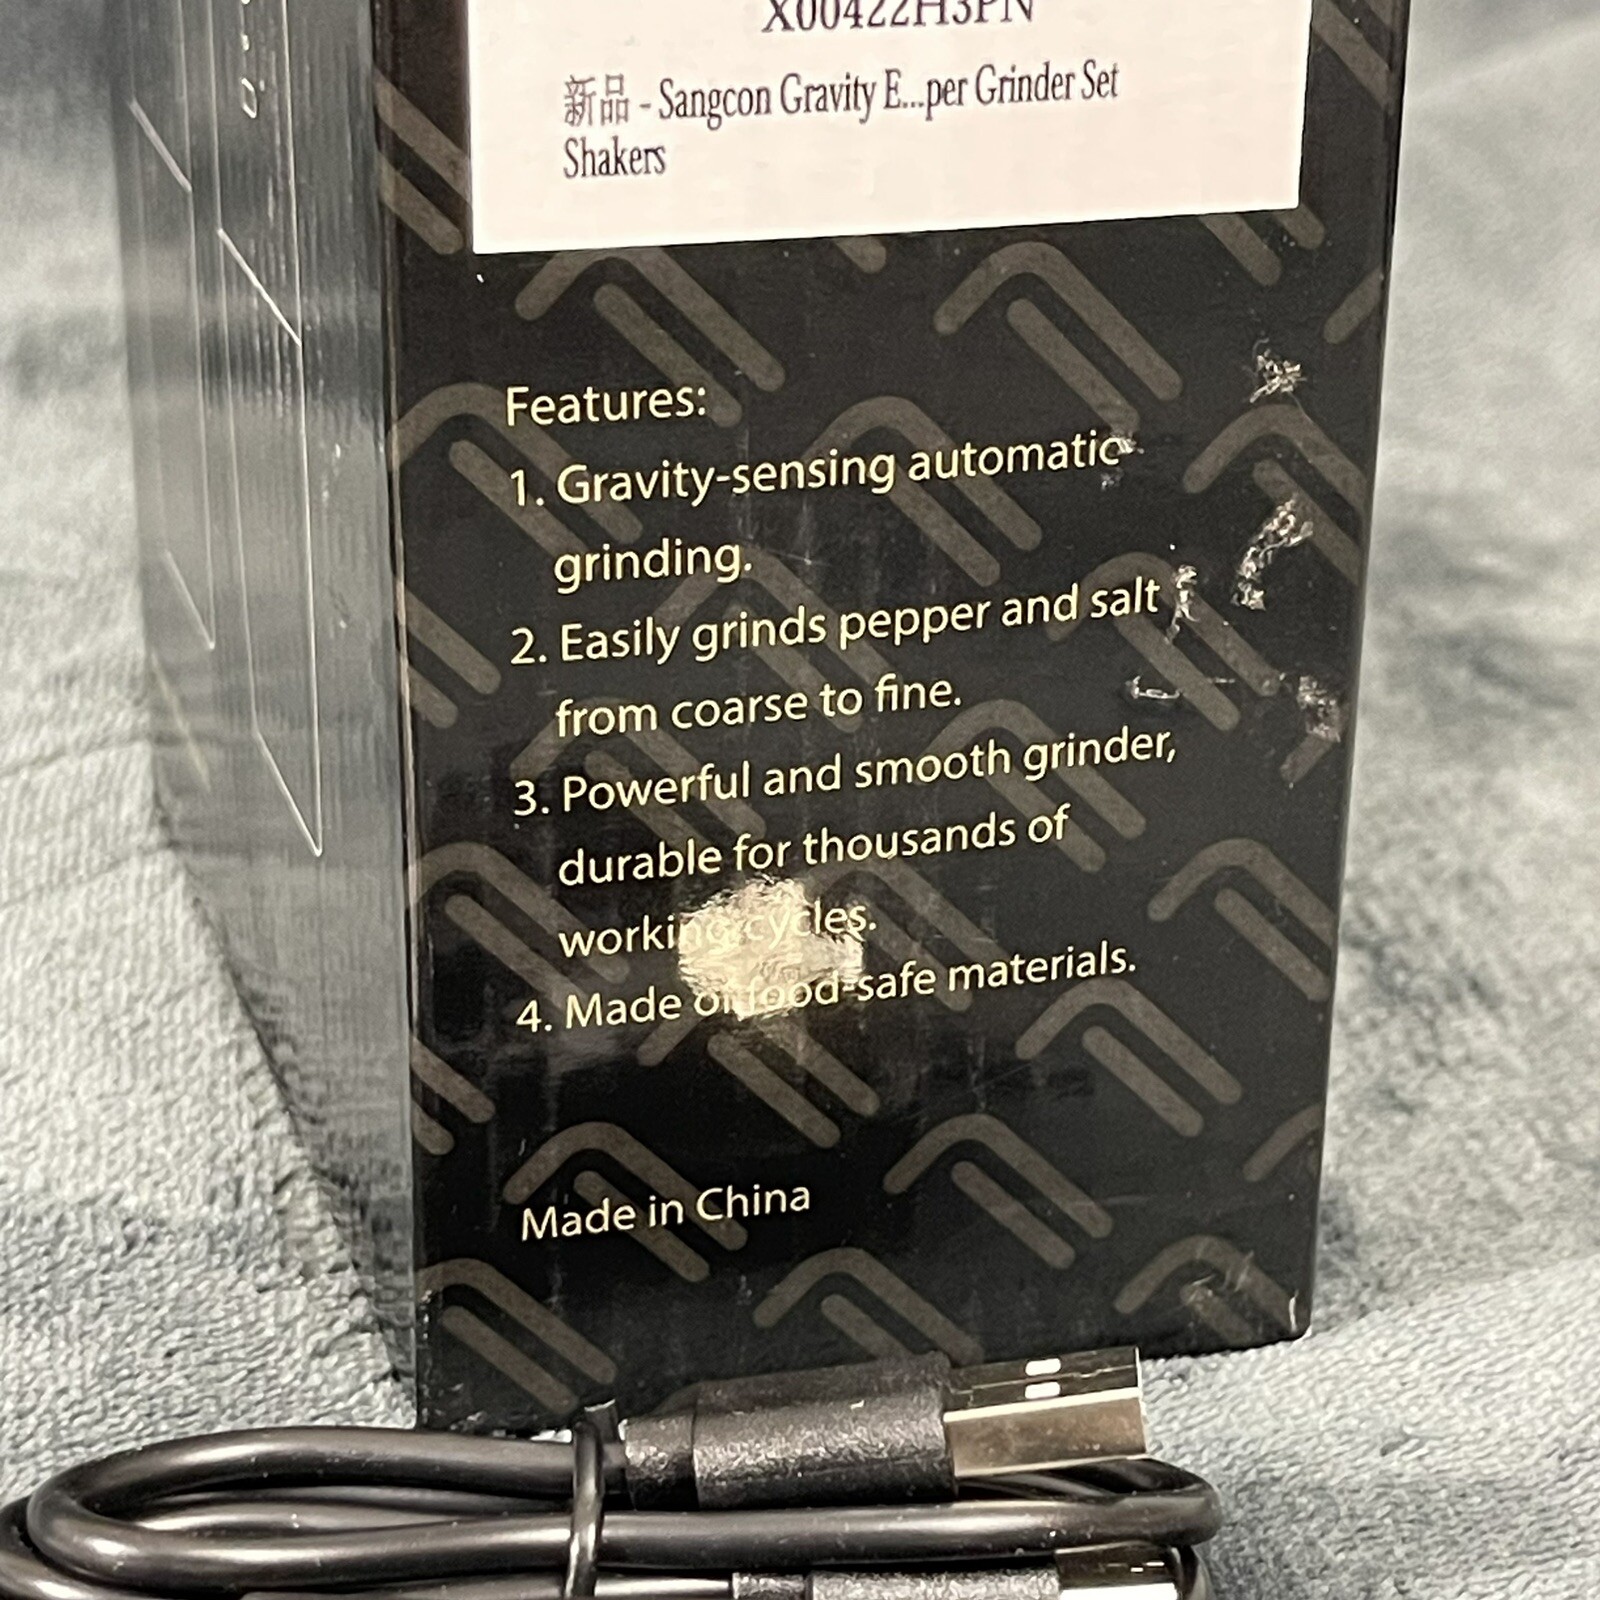 X00422H3PN
新品 - Sangcon Gravity E...per Grinder Set
Shakers
Features:
1. Gravity-sensing automatic
grinding.
2. Easily grinds pepper and salt
from coarse to fine.
3. Powerful and smooth grinder,
durable for thousands of
working cycles.
4. Made of food-safe materials.
Made in China